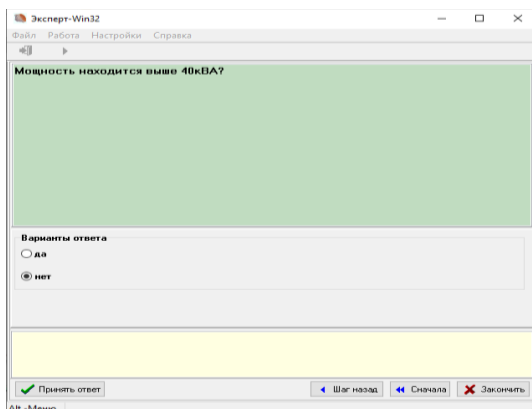 Эксперт-Win32
Файл Работа Настройки Справка
Мощность находится выше 40кВА?
Варианты ответа
да
нет
Принять ответ Шаг назад Сначала Закончить
Alt -Меню